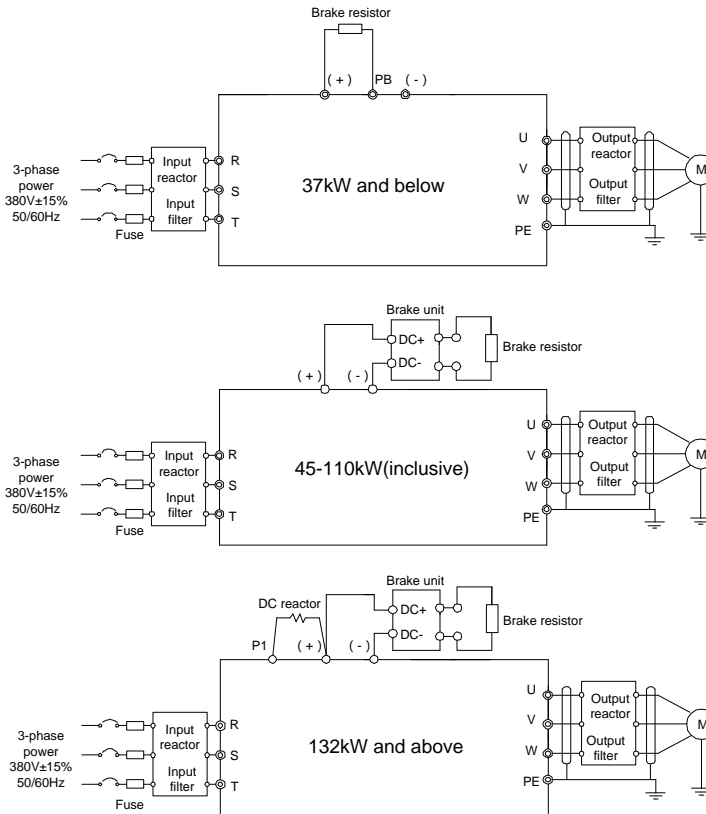 Brake resistor
(+) PB (-)
3-phase
power
380V±15%
50/60Hz
Fuse
Input
reactor
Input
filter
R
S
T
37kW and below
U
V
W
PE
Output
reactor
Output
filter
M
Brake unit
DC+
DC-
Brake resistor
(+) (-)
3-phase
power
380V±15%
50/60Hz
Fuse
Input
reactor
Input
filter
R
S
T
45-110kW(inclusive)
U
V
W
PE
Output
reactor
Output
filter
M
Brake unit
DC reactor
DC+
DC-
Brake resistor
P1 (+) (-)
3-phase
power
380V±15%
50/60Hz
Fuse
Input
reactor
Input
filter
R
S
T
132kW and above
U
V
W
PE
Output
reactor
Output
filter
M